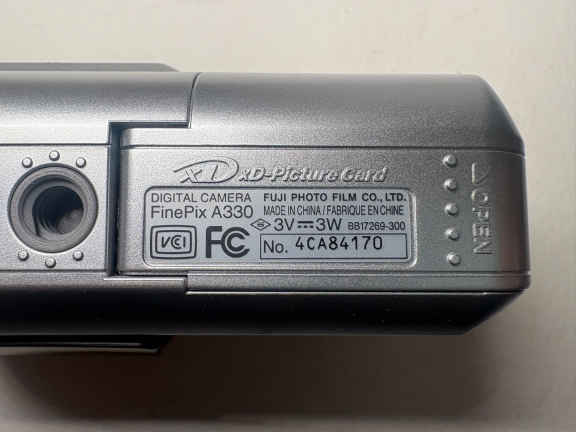 xD xD-Picture Card
DIGITAL CAMERA FUJI PHOTO FILM CO., LTD.
FinePix A330 MADE IN CHINA / FABRIQUE EN CHINE
3V⎓3W BB17269-300
VCI FC No. 4CA84170
OPEN